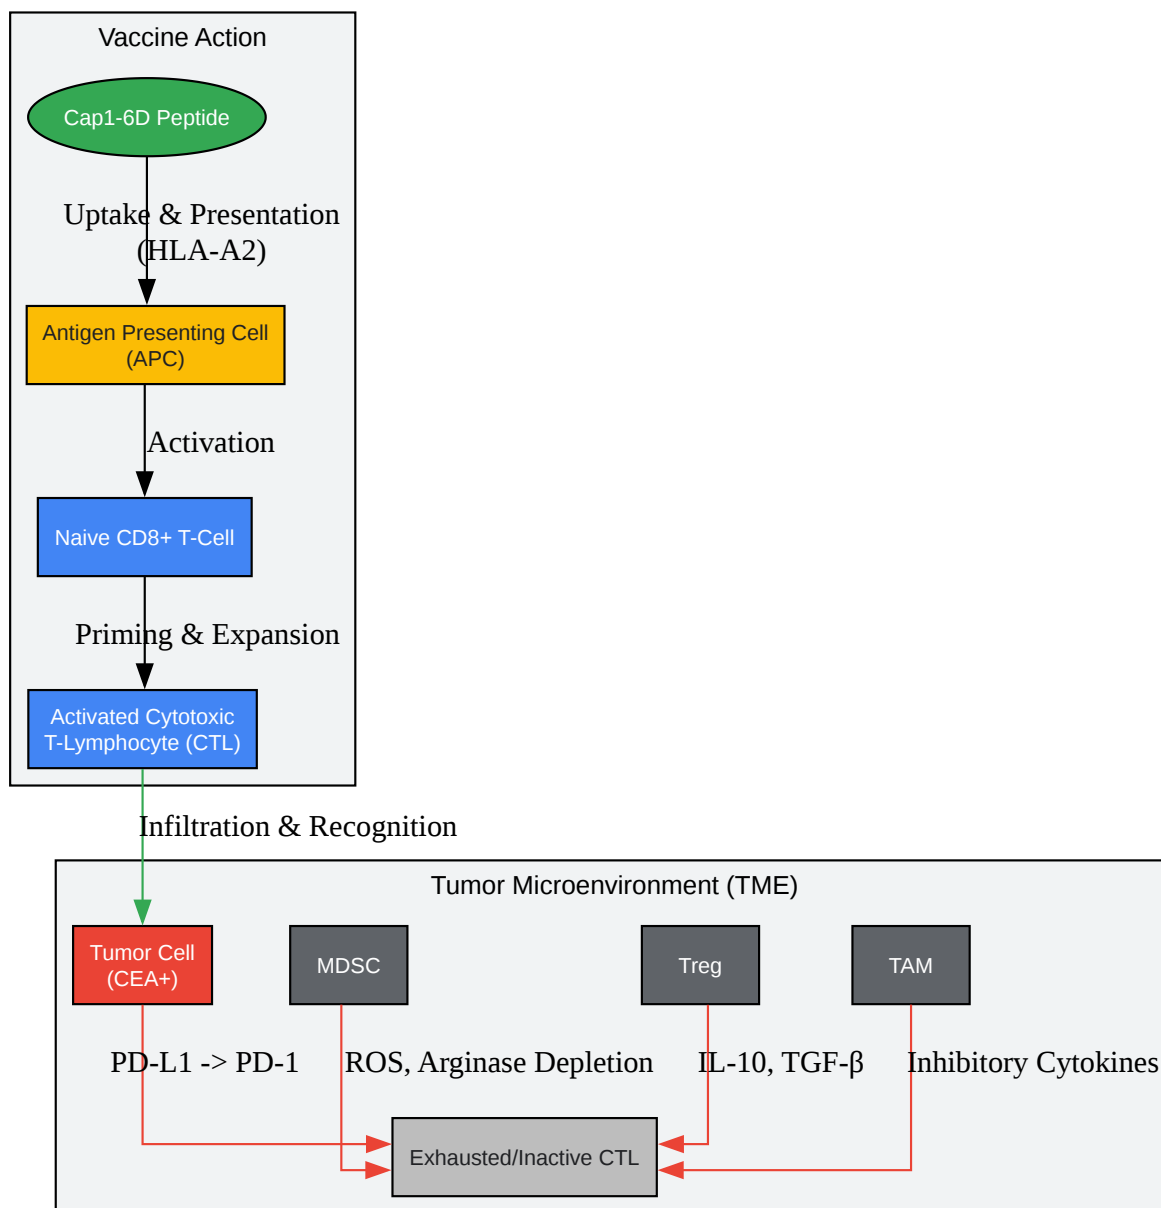 Vaccine Action
Cap1-6D Peptide
Uptake & Presentation
(HLA-A2)
Antigen Presenting Cell
(APC)
Activation
Naive CD8+ T-Cell
Priming & Expansion
Activated Cytotoxic
T-Lymphocyte (CTL)
Infiltration & Recognition
Tumor Microenvironment (TME)
Tumor Cell
(CEA+)
MDSC
Treg
TAM
PD-L1 -> PD-1
ROS, Arginase Depletion
IL-10, TGF-β
Inhibitory Cytokines
Exhausted/Inactive CTL